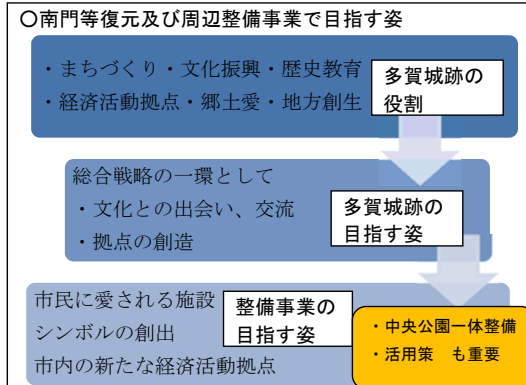 〇南門等復元及び周辺整備事業で目指す姿
・まちづくり・文化振興・歴史教育
・経済活動拠点・郷土愛・地方創生
多賀城跡の
役割
総合戦略の一環として
・文化との出会い、交流
・拠点の創造
多賀城跡の
目指す姿
市民に愛される施設
シンボルの創出
市内の新たな経済活動拠点
整備事業の
目指す姿
・中央公園一体整備
・活用策　も重要